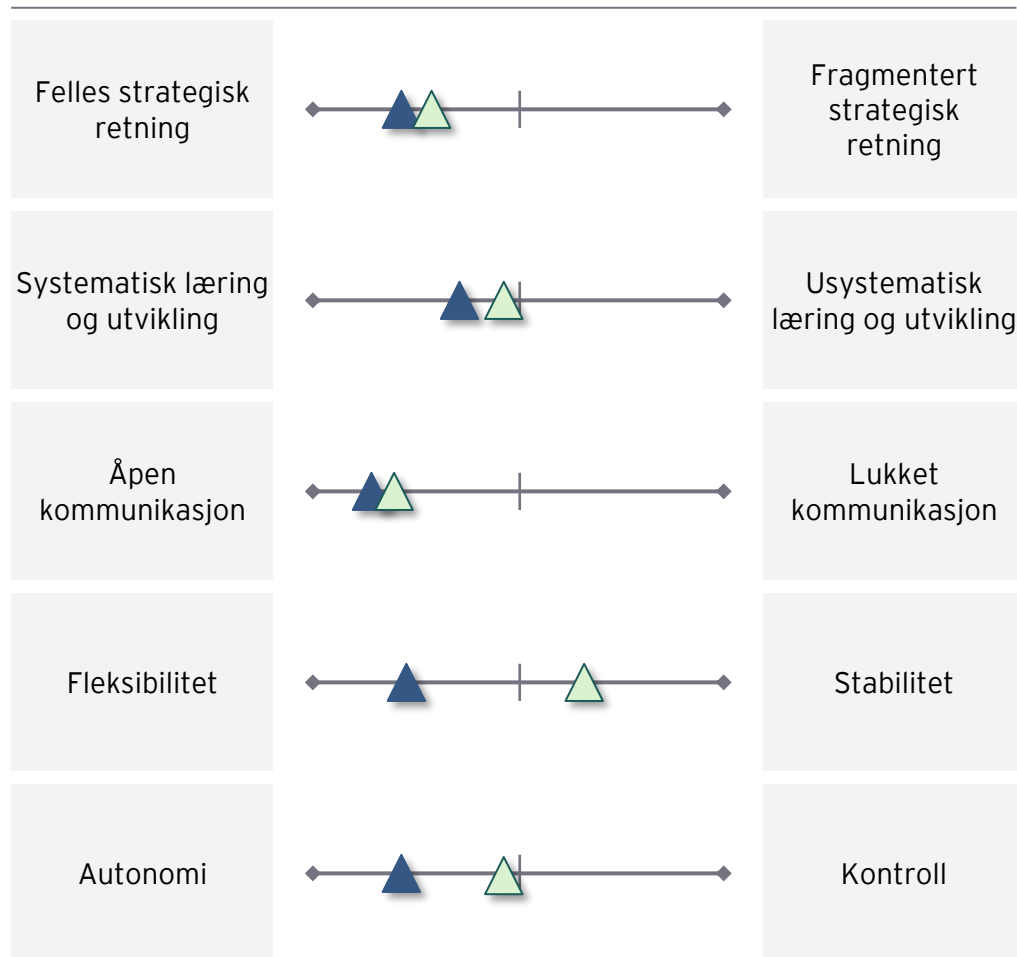 Felles strategisk
retning
Fragmentert
strategisk
retning
Systematisk læring
og utvikling
Usystematisk
læring og utvikling
Åpen
kommunikasjon
Lukket
kommunikasjon
Fleksibilitet
Stabilitet
Autonomi
Kontroll